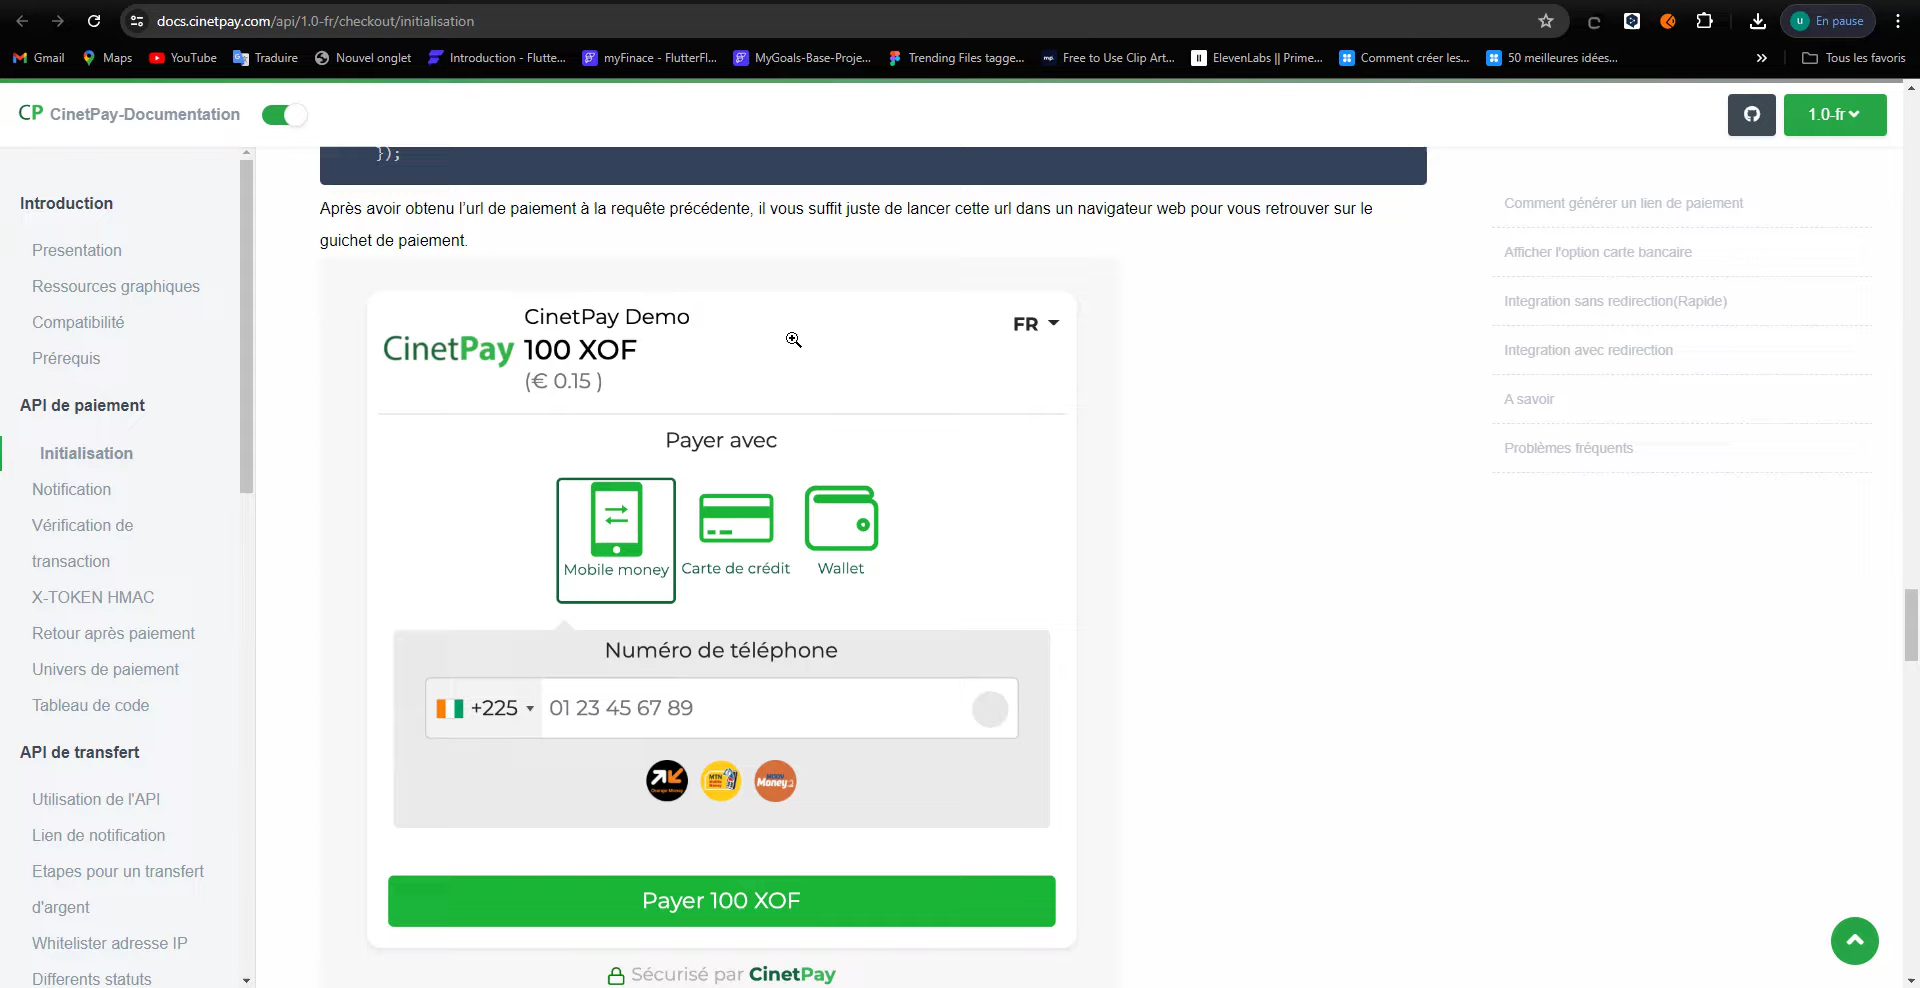 docs.cinetpay.com/api/1.0-fr/checkout/initialisation
u En pause
Gmail
Maps
YouTube
Traduire
Nouvel onglet
Introduction - Flutte...
myFinace - FlutterFl...
MyGoals-Base-Proje...
Trending Files tagge...
Free to Use Clip Art...
ElevenLabs || Prime...
Comment créer les...
50 meilleures idées...
Tous les favoris
CP CinetPay-Documentation
1.0-fr
Introduction
Presentation
Ressources graphiques
Compatibilité
Prérequis
API de paiement
Initialisation
Notification
Vérification de
transaction
X-TOKEN HMAC
Retour après paiement
Univers de paiement
Tableau de code
API de transfert
Utilisation de l'API
Lien de notification
Etapes pour un transfert
d'argent
Whitelister adresse IP
Differents statuts
});
Après avoir obtenu l’url de paiement à la requête précédente, il vous suffit juste de lancer cette url dans un navigateur web pour vous retrouver sur le
guichet de paiement.
CinetPay Demo
FR
CinetPay
100 XOF
(€ 0.15 )
Payer avec
Mobile money
Carte de crédit
Wallet
Numéro de téléphone
+225
01 23 45 67 89
Orange Money
MTN
MOOV
Money
Payer 100 XOF
Sécurisé par CinetPay
Comment générer un lien de paiement
Afficher l'option carte bancaire
Integration sans redirection(Rapide)
Integration avec redirection
A savoir
Problèmes fréquents